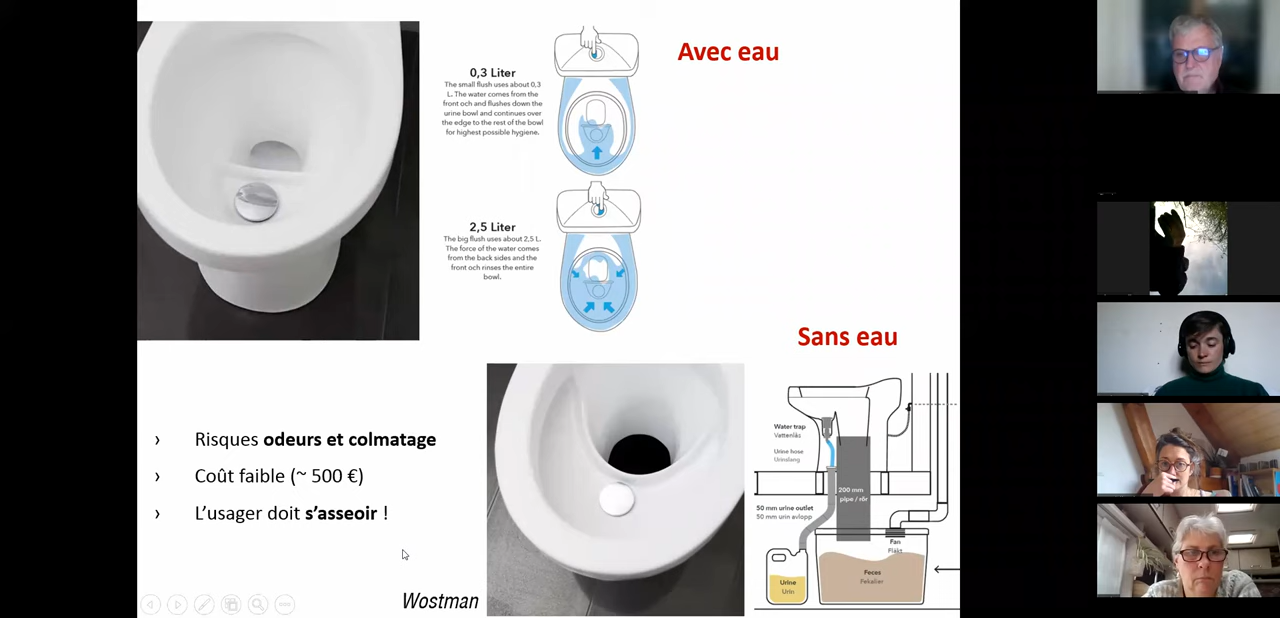 Avec eau
0,3 Liter
The small flush uses about 0,3
L. The water comes from the
front och and flushes down the
urine bowl and continues over
the edge to the rest of the bowl
for highest possible hygiene.
2,5 Liter
The big flush uses about 2,5 L.
The force of the water comes
from the back sides and the
front och rinses the entire
bowl.
Sans eau
› Risques odeurs et colmatage
› Coût faible (~ 500 €)
› L'usager doit s'asseoir !
Wostman
Water trap
Vattenlås
Urine hose
Urinslang
200 mm
pipe / rör
50 mm urine outlet
50 mm urin avlopp
Fan
Fläkt
Urine
Urin
Feces
Fekalier